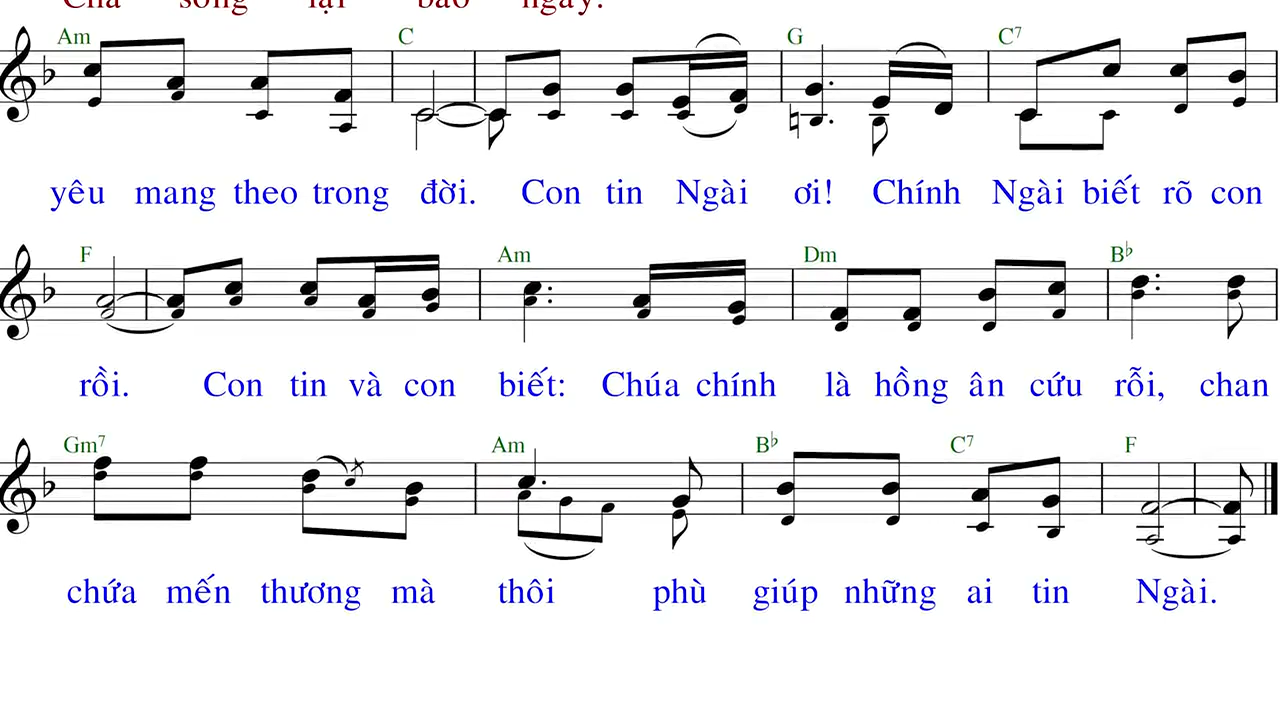 Am C G C7
yêu mang theo trong đời. Con tin Ngài ơi! Chính Ngài biết rõ con
F Am Dm B♭
rồi. Con tin và con biết: Chúa chính là hồng ân cứu rỗi, chan
Gm7 Am B♭ C7 F
chứa mến thương mà thôi phù giúp những ai tin Ngài.